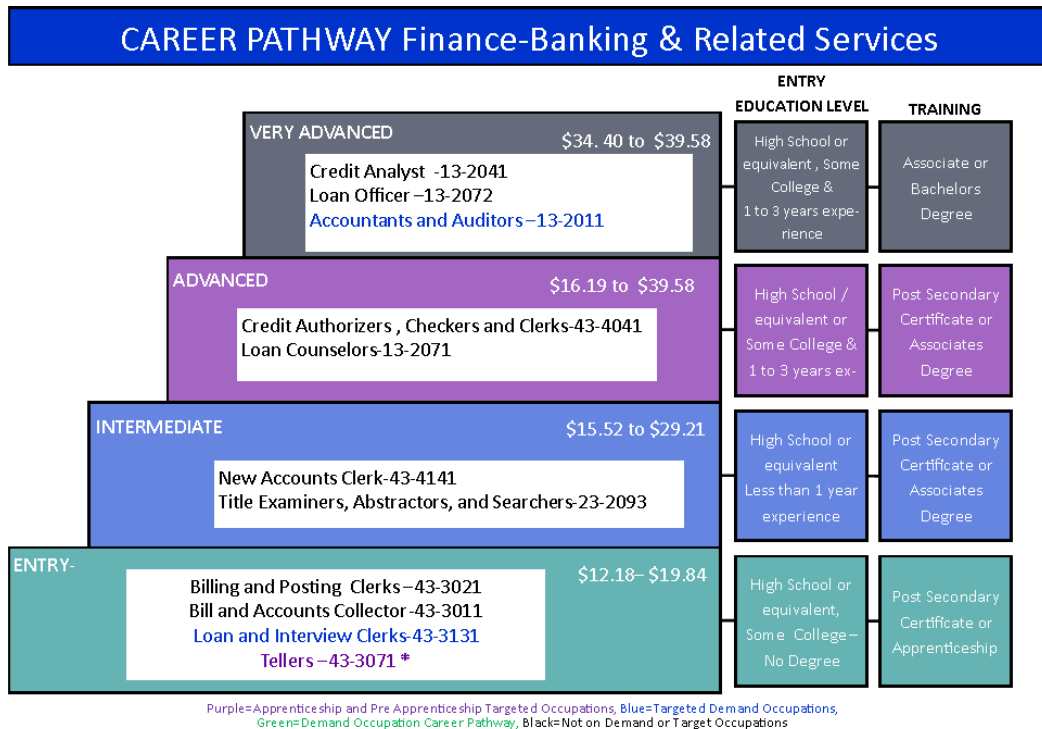 CAREER PATHWAY Finance-Banking & Related Services
ENTRY
EDUCATION LEVEL
TRAINING
VERY ADVANCED
$34. 40 to $39.58
Credit Analyst -13-2041
Loan Officer –13-2072
Accountants and Auditors –13-2011
High School or
equivalent , Some
College &
1 to 3 years expe-
rience
Associate or
Bachelors
Degree
ADVANCED
$16.19 to $39.58
Credit Authorizers , Checkers and Clerks-43-4041
Loan Counselors-13-2071
High School /
equivalent or
Some College &
1 to 3 years ex-
Post Secondary
Certificate or
Associates
Degree
INTERMEDIATE
$15.52 to $29.21
New Accounts Clerk-43-4141
Title Examiners, Abstractors, and Searchers-23-2093
High School or
equivalent
Less than 1 year
experience
Post Secondary
Certificate or
Associates
Degree
ENTRY-
$12.18– $19.84
Billing and Posting Clerks –43-3021
Bill and Accounts Collector-43-3011
Loan and Interview Clerks-43-3131
Tellers –43-3071 *
High School or
equivalent,
Some College–
No Degree
Post Secondary
Certificate or
Apprenticeship
Purple=Apprenticeship and Pre Apprenticeship Targeted Occupations, Blue=Targeted Demand Occupations,
Green=Demand Occupation Career Pathway, Black=Not on Demand or Target Occupations